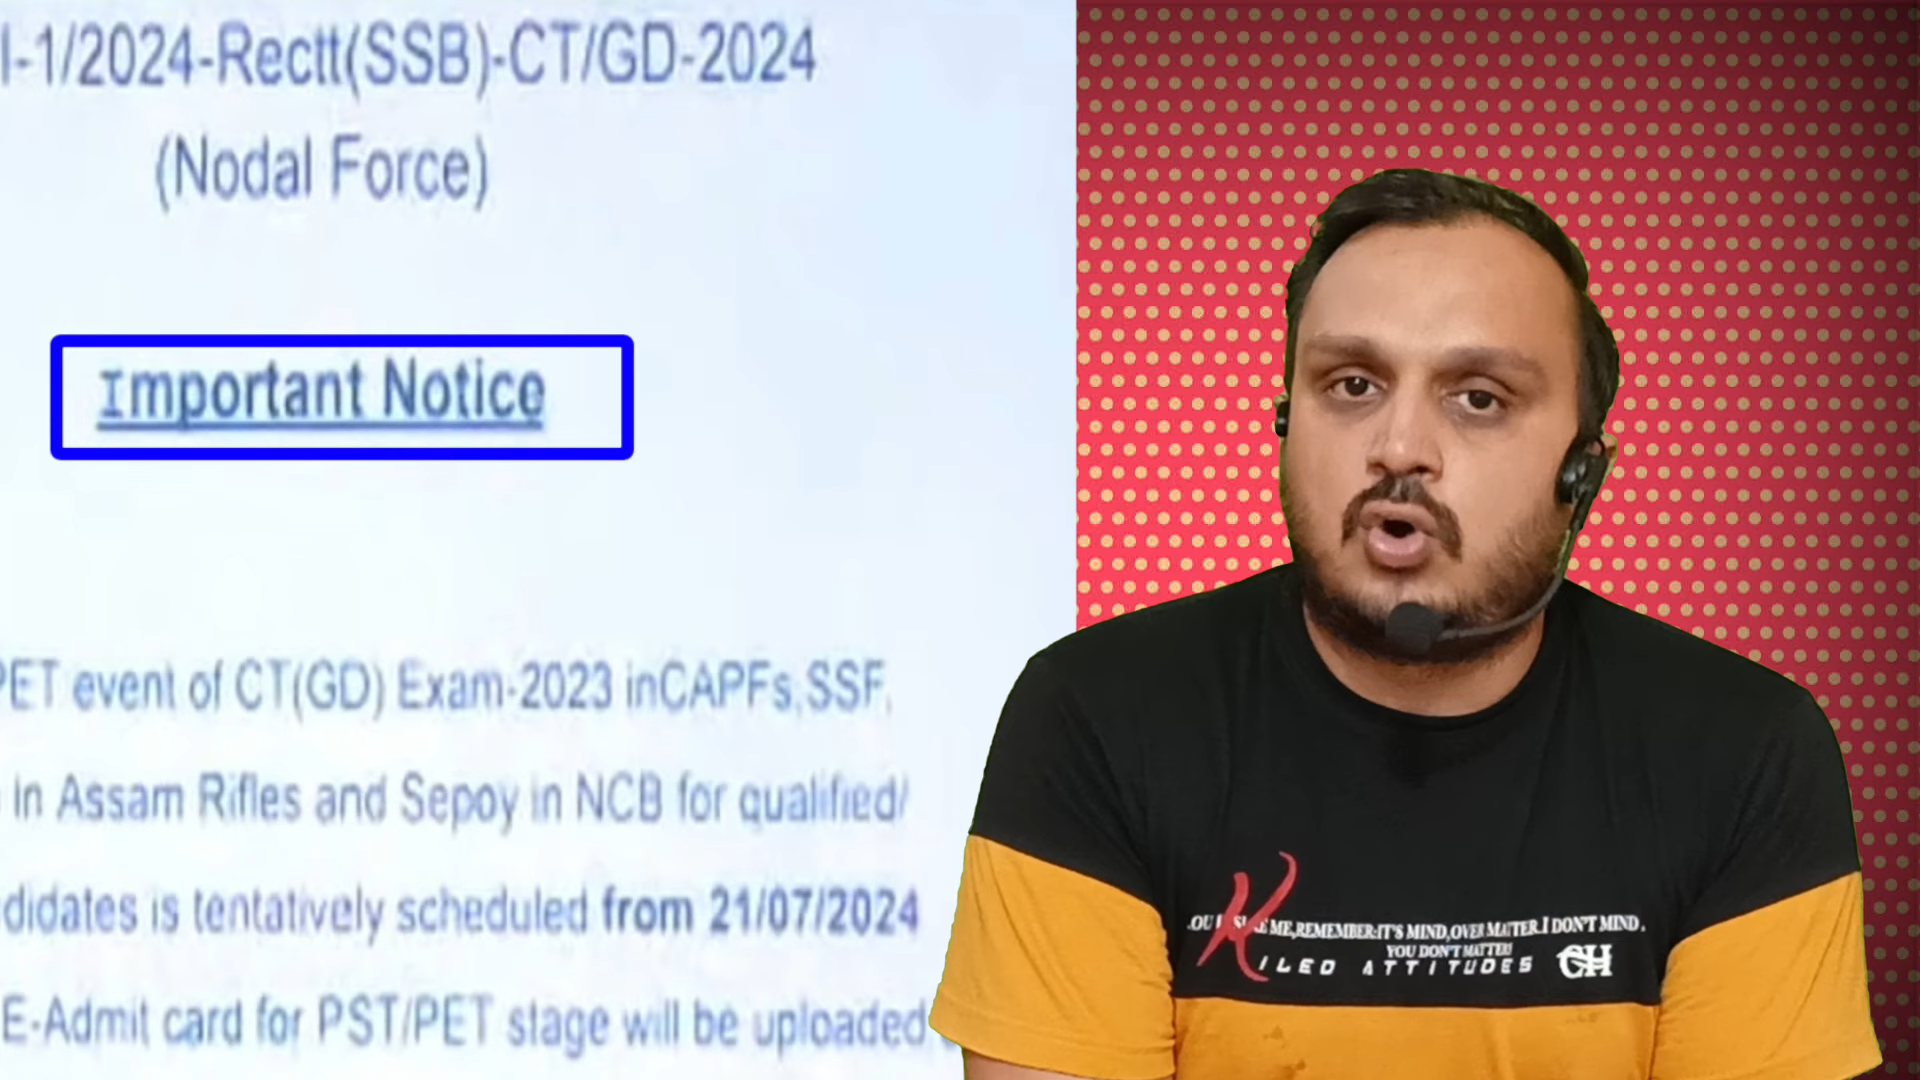 I-1/2024-Rectt(SSB)-CT/GD-2024
(Nodal Force)
Important Notice
PET event of CT(GD) Exam-2023 inCAPFs,SSF,
In Assam Rifles and Sepoy in NCB for qualified/
didates is tentatively scheduled from 21/07/2024
E-Admit card for PST/PET stage will be uploaded
.OU ME,REMEMBER:IT'S MIND,OVER MATTER.I DON'T MIND.
YOU DON'T MATTER!
KILED ATTITUDES GH